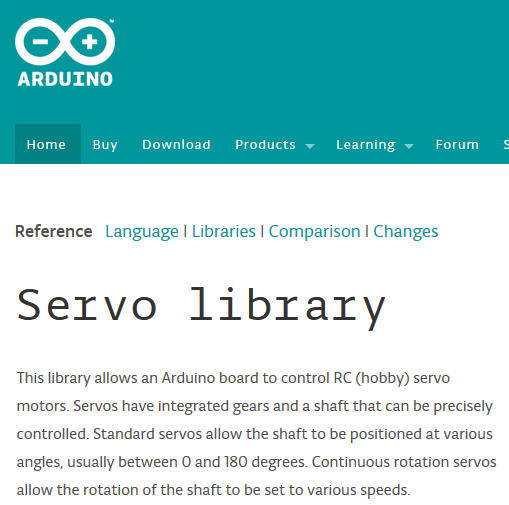 ARDUINO
Home Buy Download Products Learning Forum
Reference Language | Libraries | Comparison | Changes
Servo library
This library allows an Arduino board to control RC (hobby) servo
motors. Servos have integrated gears and a shaft that can be precisely
controlled. Standard servos allow the shaft to be positioned at various
angles, usually between 0 and 180 degrees. Continuous rotation servos
allow the rotation of the shaft to be set to various speeds.